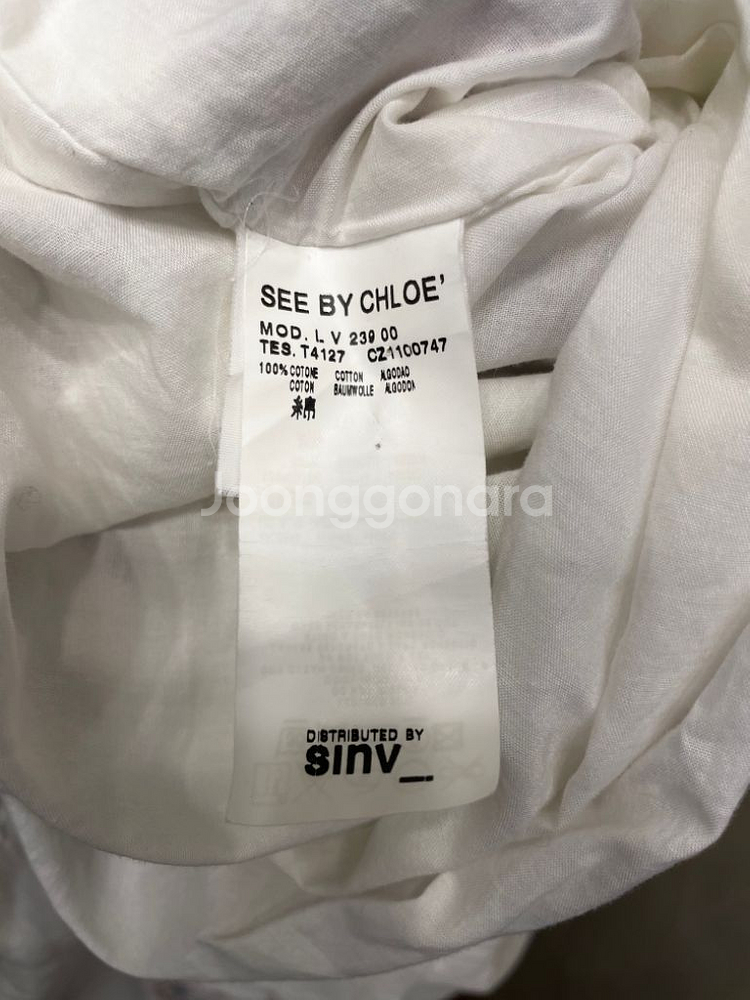 SEE BY CHLOE'
MOD. L V 239 00
TES. T4127 CZ1100747
100% COTONE COTTON ALGODAO
COTON BAUMWOLLE ALGODON
綿
Joonggonara
DISTRIBUTED BY
sinv_